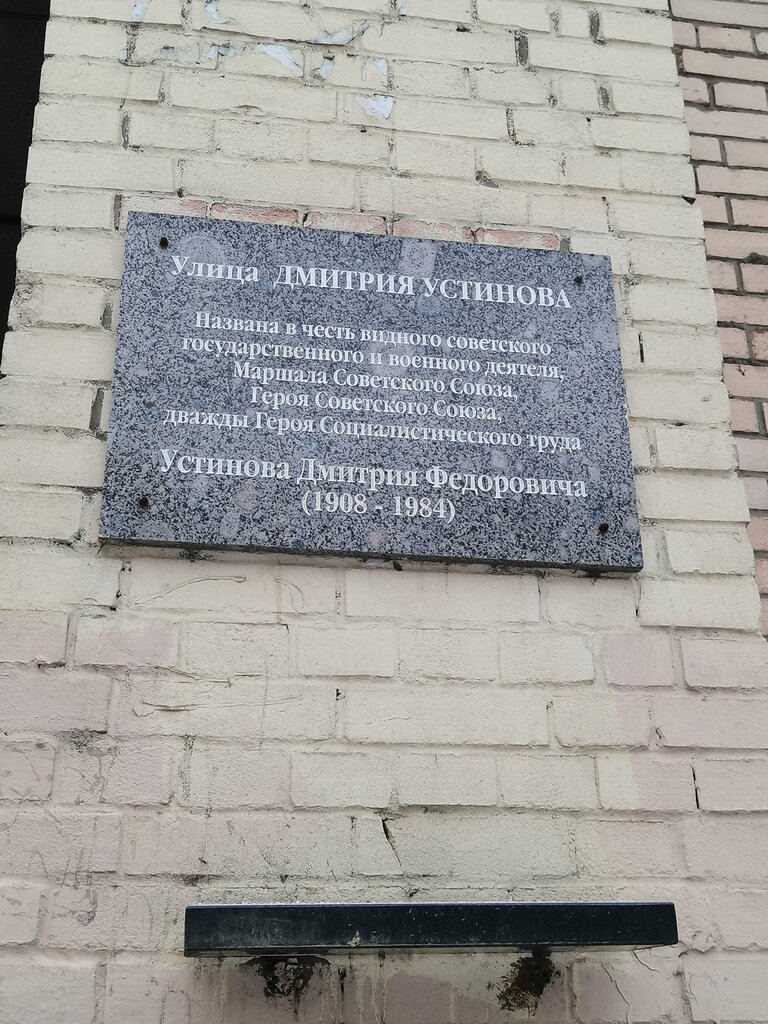 Улица ДМИТРИЯ УСТИНОВА
Названа в честь видного советского
государственного и военного деятеля,
Маршала Советского Союза,
Героя Советского Союза,
дважды Героя Социалистического труда
Устинова Дмитрия Федоровича
(1908 - 1984)